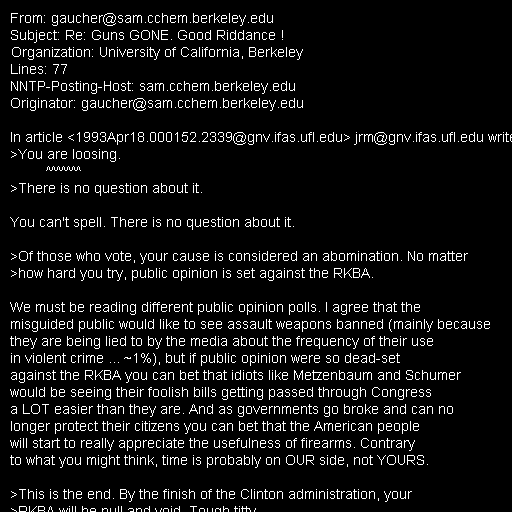 From: gaucher@sam.cchem.berkeley.edu
Subject: Re: Guns GONE. Good Riddance !
Organization: University of California, Berkeley
Lines: 77
NNTP-Posting-Host: sam.cchem.berkeley.edu
Originator: gaucher@sam.cchem.berkeley.edu

In article <1993Apr18.000152.2339@gnv.ifas.ufl.edu> jrm@gnv.ifas.ufl.edu write
>You are loosing.
^^^^^^^
>There is no question about it.

You can't spell. There is no question about it.

>Of those who vote, your cause is considered an abomination. No matter
>how hard you try, public opinion is set against the RKBA.

We must be reading different public opinion polls. I agree that the
misguided public would like to see assault weapons banned (mainly because
they are being lied to by the media about the frequency of their use
in violent crime ... ~1%), but if public opinion were so dead-set
against the RKBA you can bet that idiots like Metzenbaum and Schumer
would be seeing their foolish bills getting passed through Congress
a LOT easier than they are. And as governments go broke and can no
longer protect their citizens you can bet that the American people
will start to really appreciate the usefulness of firearms. Contrary
to what you might think, time is probably on OUR side, not YOURS.

>This is the end. By the finish of the Clinton administration, your
>RKBA will be null and void. Tough titty.